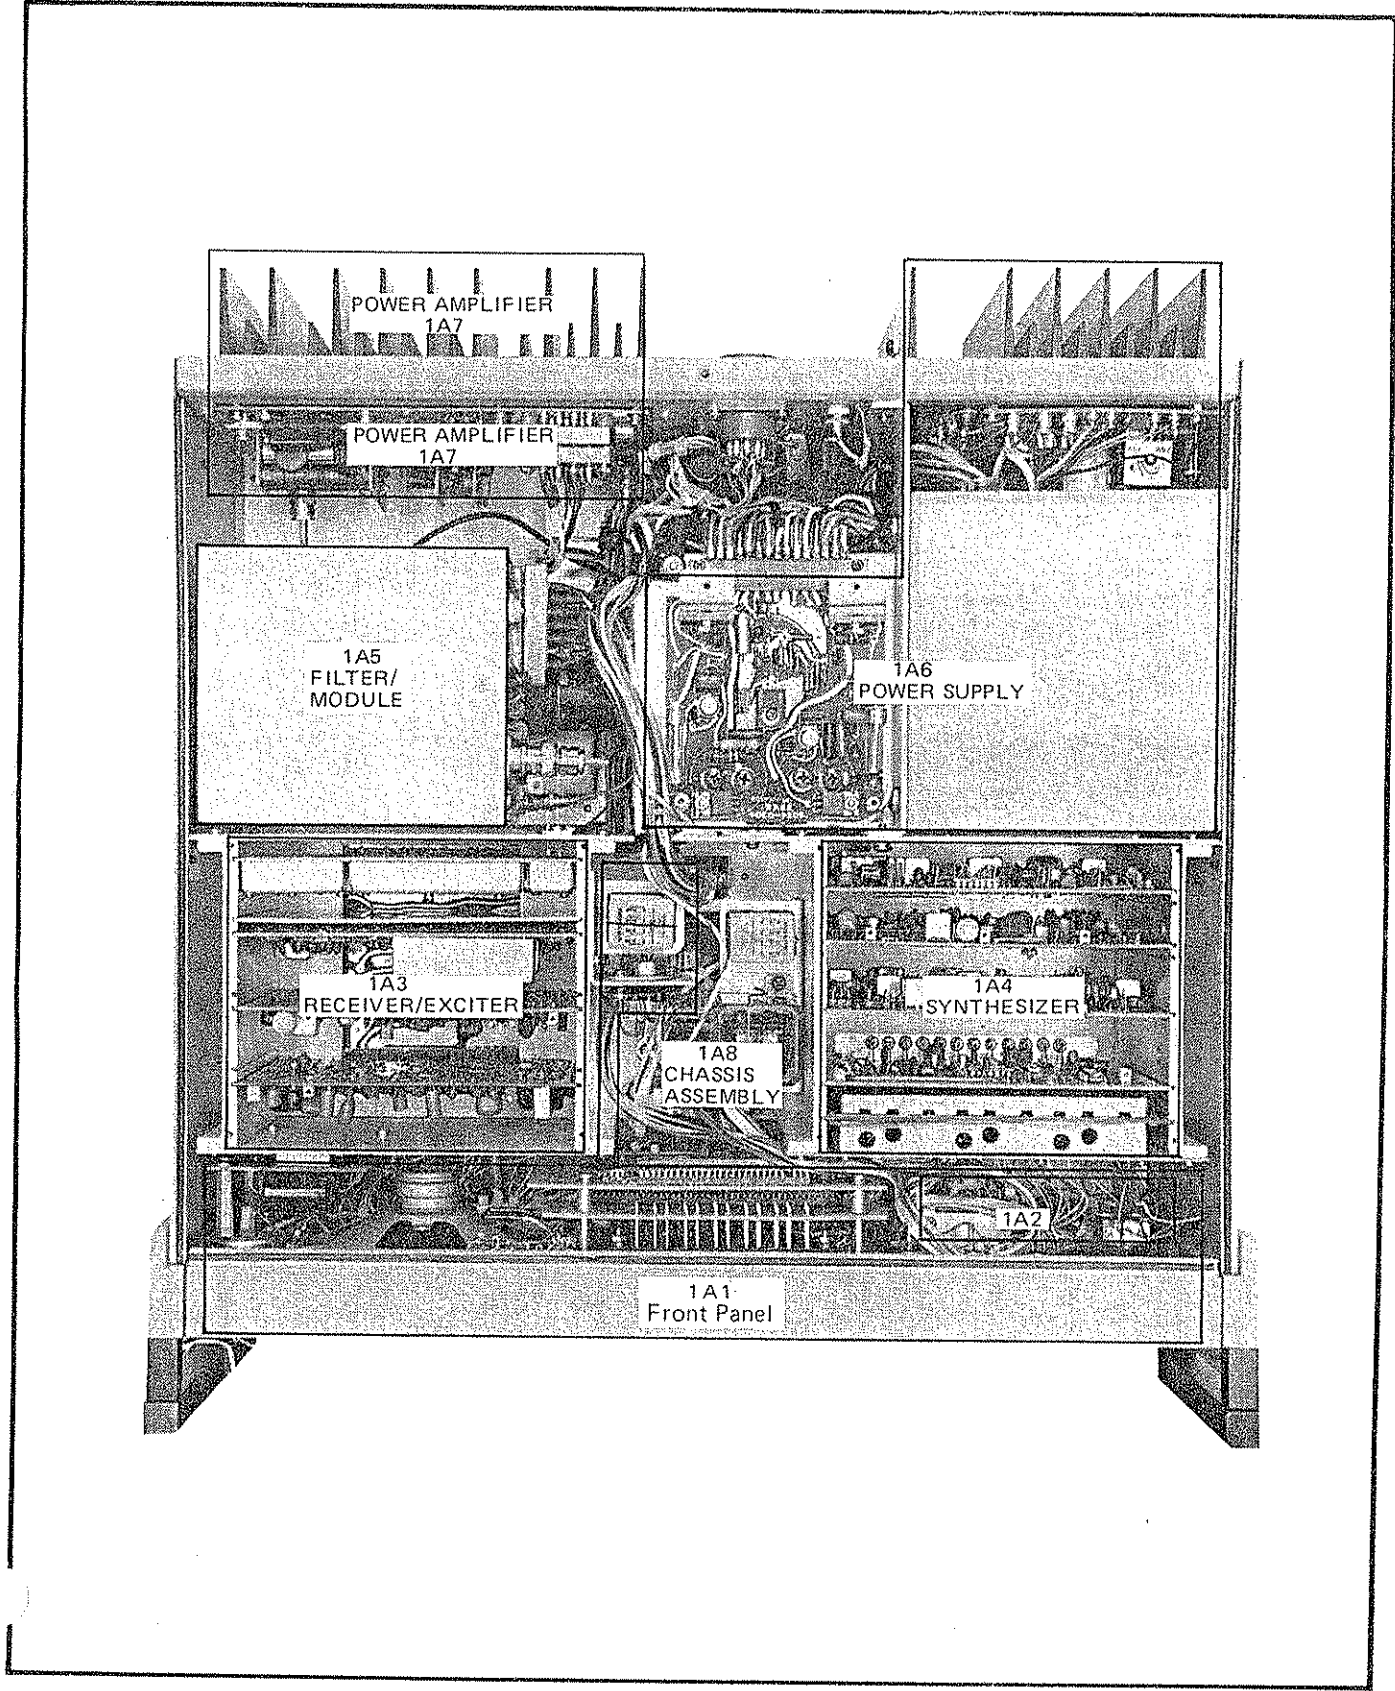 POWER AMPLIFIER
1A7
POWER AMPLIFIER
1A7
1A5
FILTER/
MODULE
1A6
POWER SUPPLY
1A3
RECEIVER/EXCITER
1A4
SYNTHESIZER
1A8
CHASSIS
ASSEMBLY
1A2
1A1
Front Panel